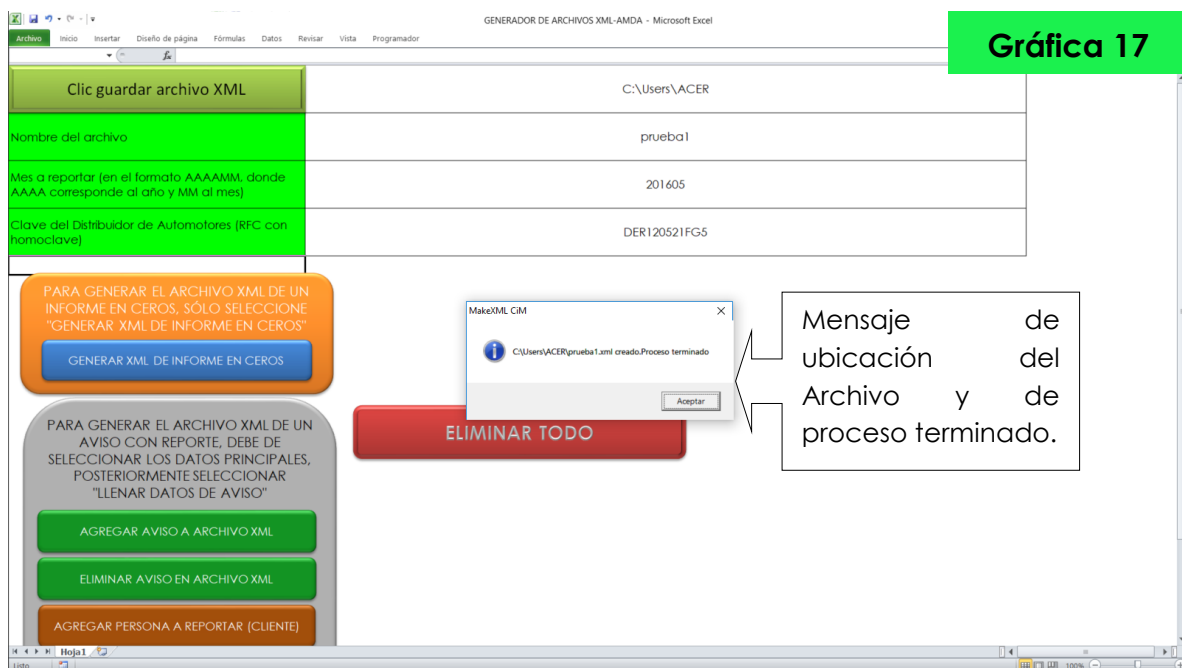 GENERADOR DE ARCHIVOS XML-AMDA - Microsoft Excel
Archivo Inicio Insertar Diseño de página Fórmulas Datos Revisar Vista Programador
Gráfica 17
fx
Clic guardar archivo XML
C:\Users\ACER
Nombre del archivo
prueba1
Mes a reportar (en el formato AAAAMM, donde
AAAA corresponde al año y MM al mes)
201605
Clave del Distribuidor de Automotores (RFC con
homoclave)
DER120521FG5
PARA GENERAR EL ARCHIVO XML DE UN
INFORME EN CEROS, SÓLO SELECCIONE
"GENERAR XML DE INFORME EN CEROS"
GENERAR XML DE INFORME EN CEROS
MakeXML CiM
C:\Users\ACER\prueba1.xml creado.Proceso terminado
Aceptar
Mensaje de
ubicación del
Archivo y de
proceso terminado.
ELIMINAR TODO
PARA GENERAR EL ARCHIVO XML DE UN
AVISO CON REPORTE, DEBE DE
SELECCIONAR LOS DATOS PRINCIPALES,
POSTERIORMENTE SELECCIONAR
"LLENAR DATOS DE AVISO"
AGREGAR AVISO A ARCHIVO XML
ELIMINAR AVISO EN ARCHIVO XML
AGREGAR PERSONA A REPORTAR (CLIENTE)
Hoja1
Listo
100%